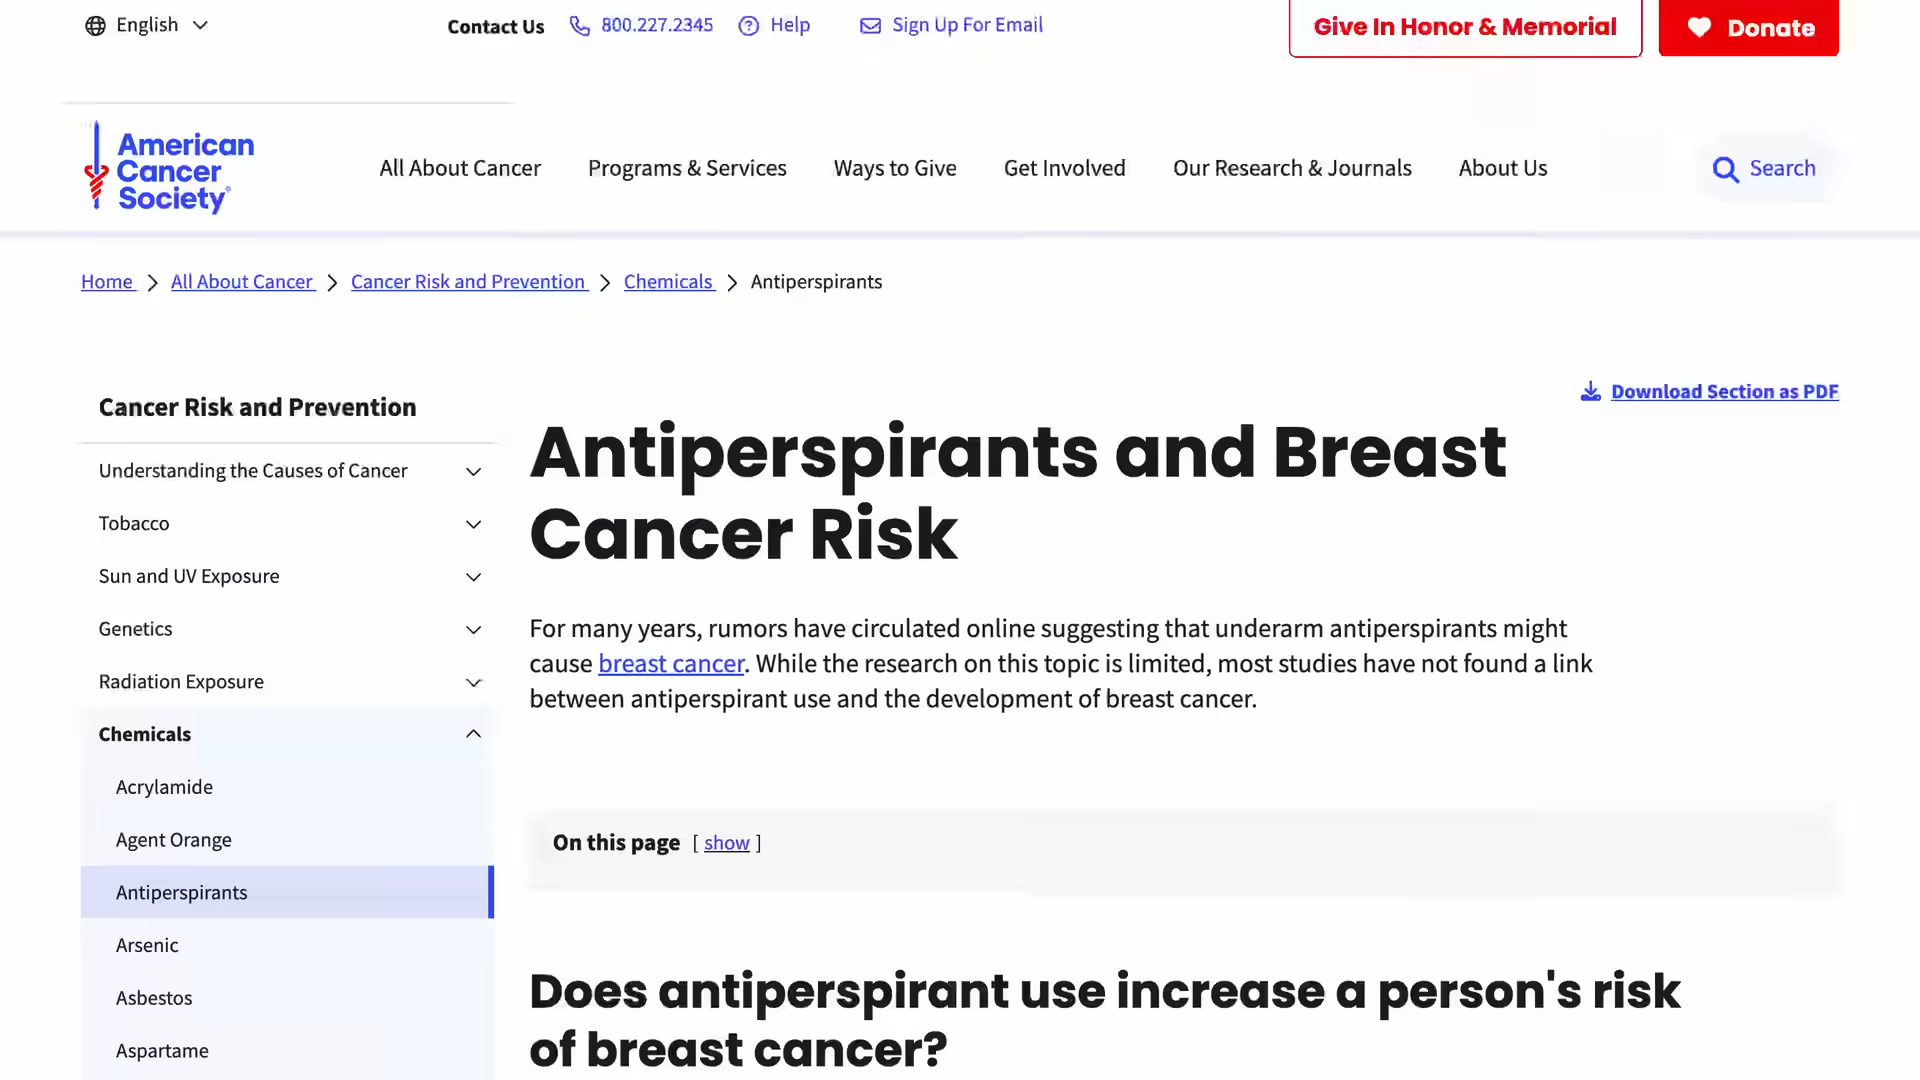 English
Contact Us
800.227.2345
Help
Sign Up For Email
Give In Honor & Memorial
Donate
American
Cancer
Society®
All About Cancer
Programs & Services
Ways to Give
Get Involved
Our Research & Journals
About Us
Search
Home
All About Cancer
Cancer Risk and Prevention
Chemicals
Antiperspirants
Cancer Risk and Prevention
Understanding the Causes of Cancer
Tobacco
Sun and UV Exposure
Genetics
Radiation Exposure
Chemicals
Acrylamide
Agent Orange
Antiperspirants
Arsenic
Asbestos
Aspartame
Download Section as PDF
Antiperspirants and Breast
Cancer Risk
For many years, rumors have circulated online suggesting that underarm antiperspirants might
cause breast cancer. While the research on this topic is limited, most studies have not found a link
between antiperspirant use and the development of breast cancer.
On this page [ show ]
Does antiperspirant use increase a person's risk
of breast cancer?